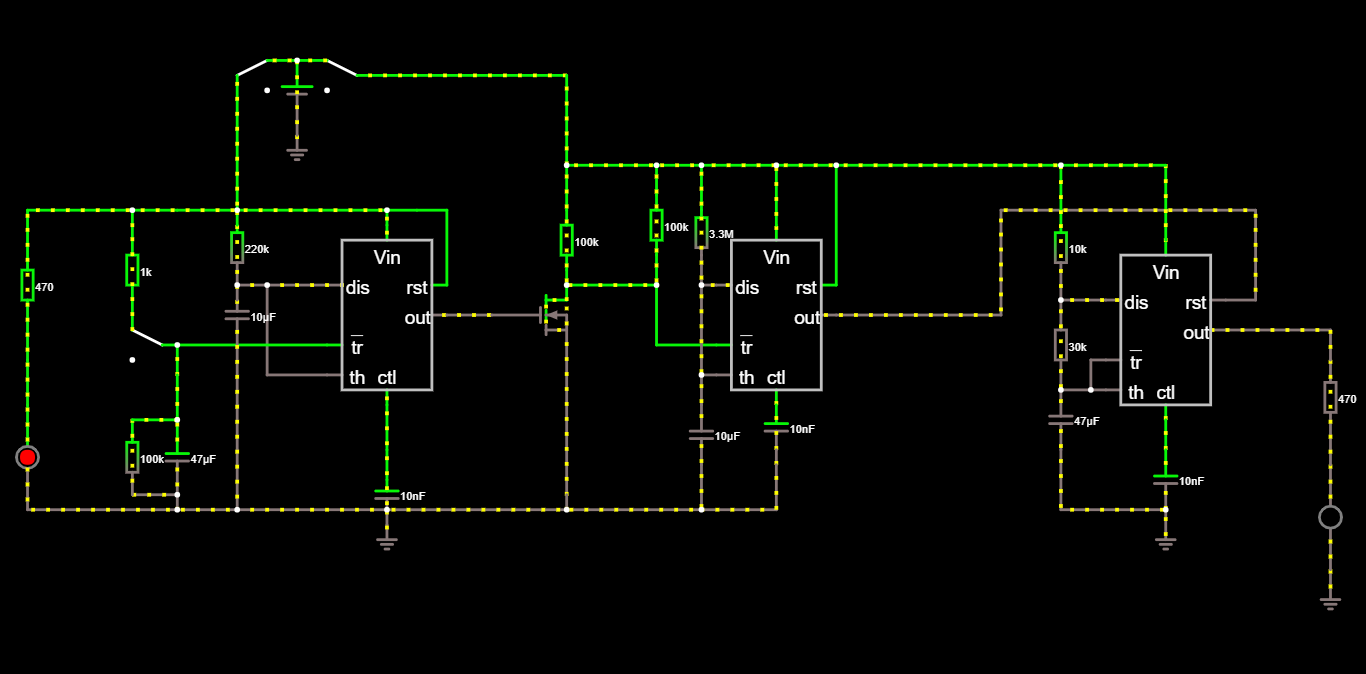 220k
Vin
dis
rst
out
tr
th
ctl
470
1k
10µF
100k
47µF
10nF
100k
100k
3.3M
Vin
dis
rst
out
tr
th
ctl
10µF
10nF
10k
30k
47µF
Vin
dis
rst
out
tr
th
ctl
10nF
470